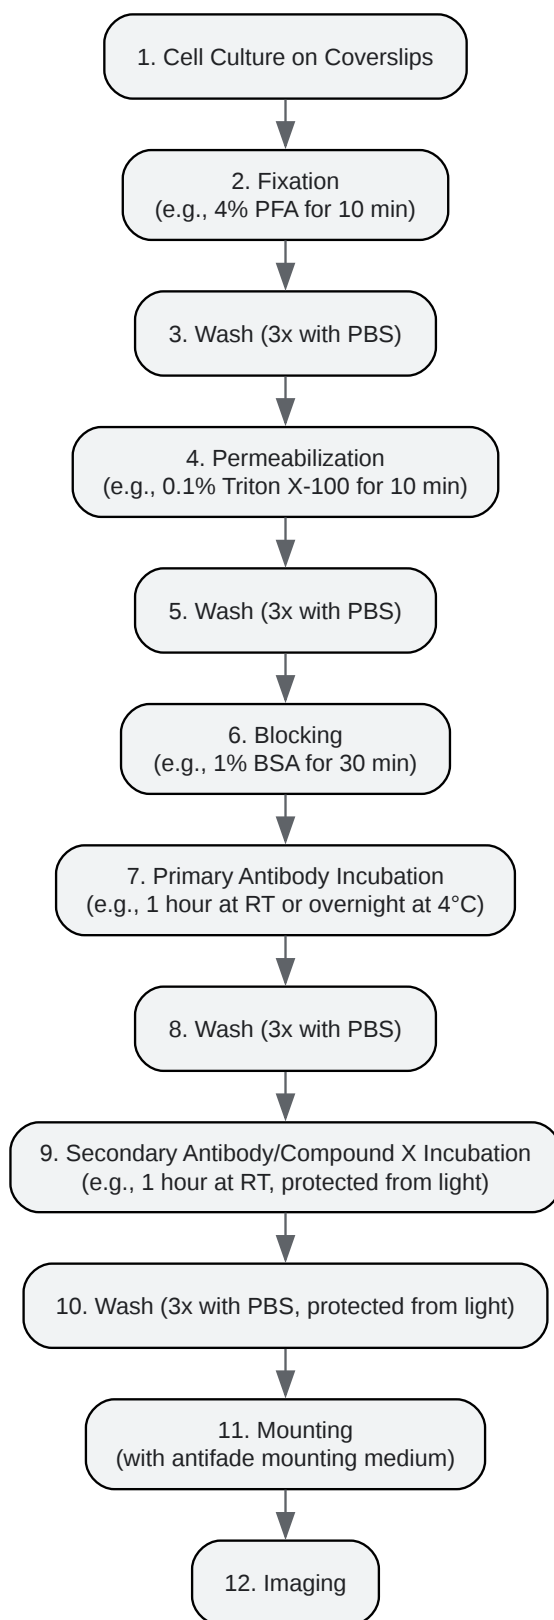 1. Cell Culture on Coverslips
2. Fixation
(e.g., 4% PFA for 10 min)
3. Wash (3x with PBS)
4. Permeabilization
(e.g., 0.1% Triton X-100 for 10 min)
5. Wash (3x with PBS)
6. Blocking
(e.g., 1% BSA for 30 min)
7. Primary Antibody Incubation
(e.g., 1 hour at RT or overnight at 4°C)
8. Wash (3x with PBS)
9. Secondary Antibody/Compound X Incubation
(e.g., 1 hour at RT, protected from light)
10. Wash (3x with PBS, protected from light)
11. Mounting
(with antifade mounting medium)
12. Imaging